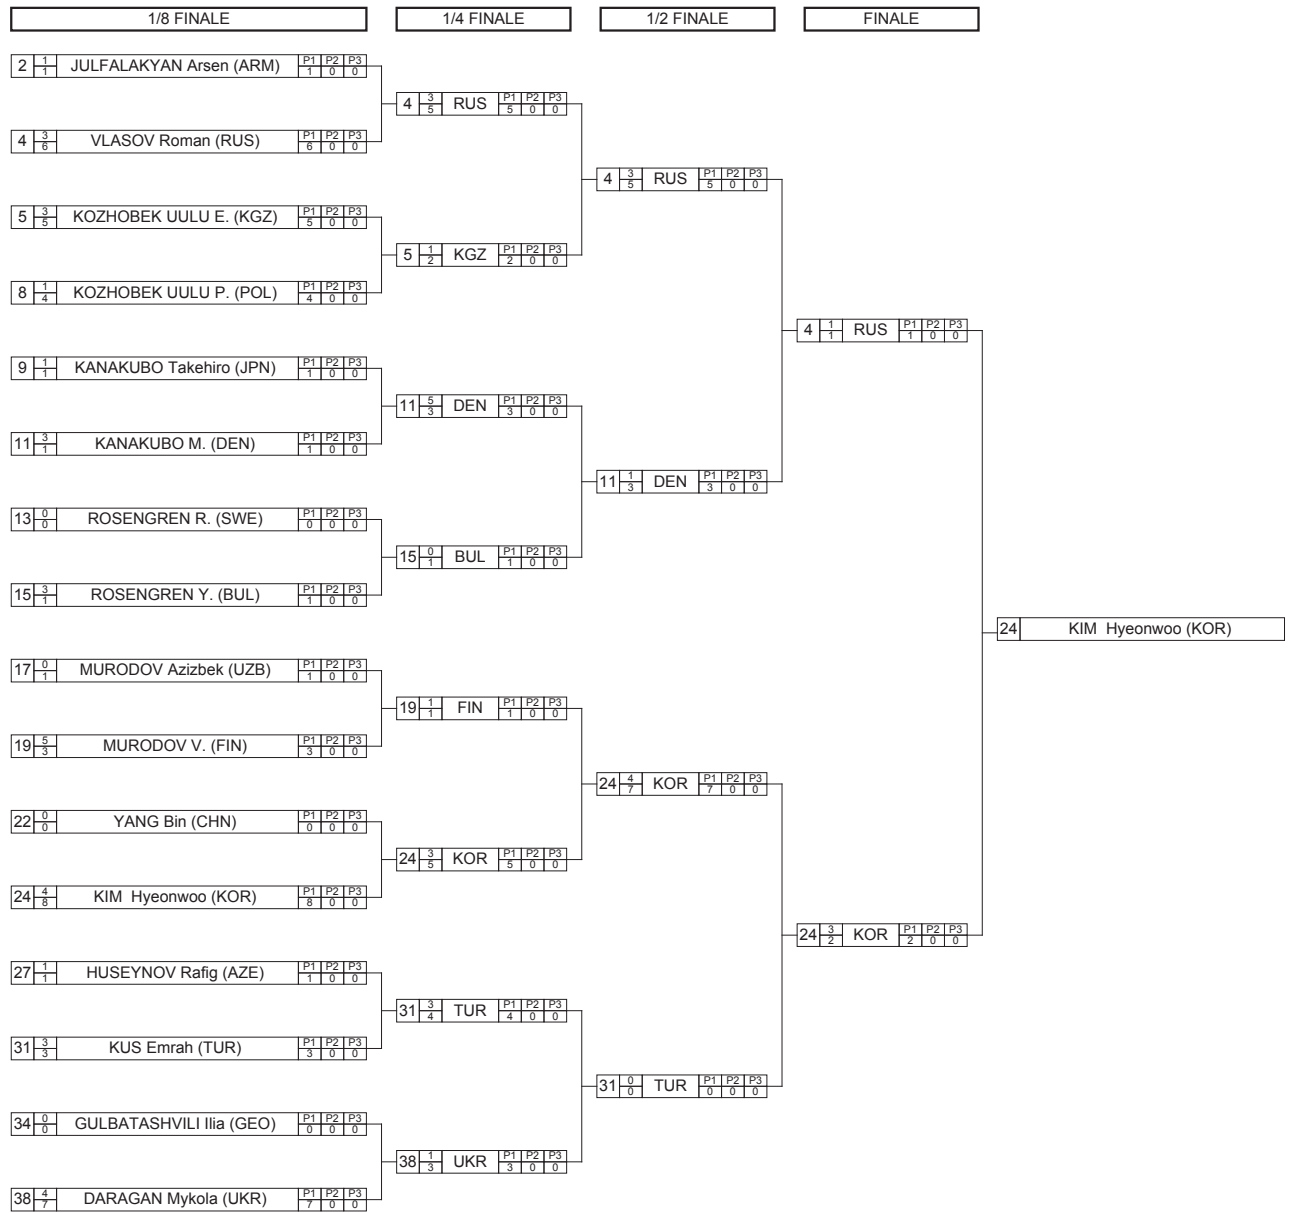 1/8 FINALE 1/4 FINALE 1/2 FINALE FINALE
2 1 JULFALAKYAN Arsen (ARM) P1 P2 P3
1 1 0 0
4 3 RUS P1 P2 P3
5 5 0 0
4 3 VLASOV Roman (RUS) P1 P2 P3
6 6 0 0
4 3 RUS P1 P2 P3
5 5 0 0
5 3 KOZHOBEK UULU E. (KGZ) P1 P2 P3
5 5 0 0
5 1 KGZ P1 P2 P3
2 2 0 0
8 1 KOZHOBEK UULU P. (POL) P1 P2 P3
4 4 0 0
4 1 RUS P1 P2 P3
1 1 0 0
9 1 KANAKUBO Takehiro (JPN) P1 P2 P3
1 1 0 0
11 5 DEN P1 P2 P3
3 3 0 0
11 3 KANAKUBO M. (DEN) P1 P2 P3
1 1 0 0
11 1 DEN P1 P2 P3
3 3 0 0
13 0 ROSENGREN R. (SWE) P1 P2 P3
0 0 0 0
15 0 BUL P1 P2 P3
1 1 0 0
15 3 ROSENGREN Y. (BUL) P1 P2 P3
1 1 0 0
24 KIM Hyeonwoo (KOR)
17 0 MURODOV Azizbek (UZB) P1 P2 P3
1 1 0 0
19 1 FIN P1 P2 P3
1 1 0 0
19 5 MURODOV V. (FIN) P1 P2 P3
3 3 0 0
24 4 KOR P1 P2 P3
7 7 0 0
22 0 YANG Bin (CHN) P1 P2 P3
0 0 0 0
24 3 KOR P1 P2 P3
5 5 0 0
24 4 KIM Hyeonwoo (KOR) P1 P2 P3
8 8 0 0
24 3 KOR P1 P2 P3
2 2 0 0
27 1 HUSEYNOV Rafig (AZE) P1 P2 P3
1 1 0 0
31 3 TUR P1 P2 P3
4 4 0 0
31 3 KUS Emrah (TUR) P1 P2 P3
3 3 0 0
31 0 TUR P1 P2 P3
0 0 0 0
34 0 GULBATASHVILI Ilia (GEO) P1 P2 P3
0 0 0 0
38 1 UKR P1 P2 P3
3 3 0 0
38 4 DARAGAN Mykola (UKR) P1 P2 P3
7 7 0 0